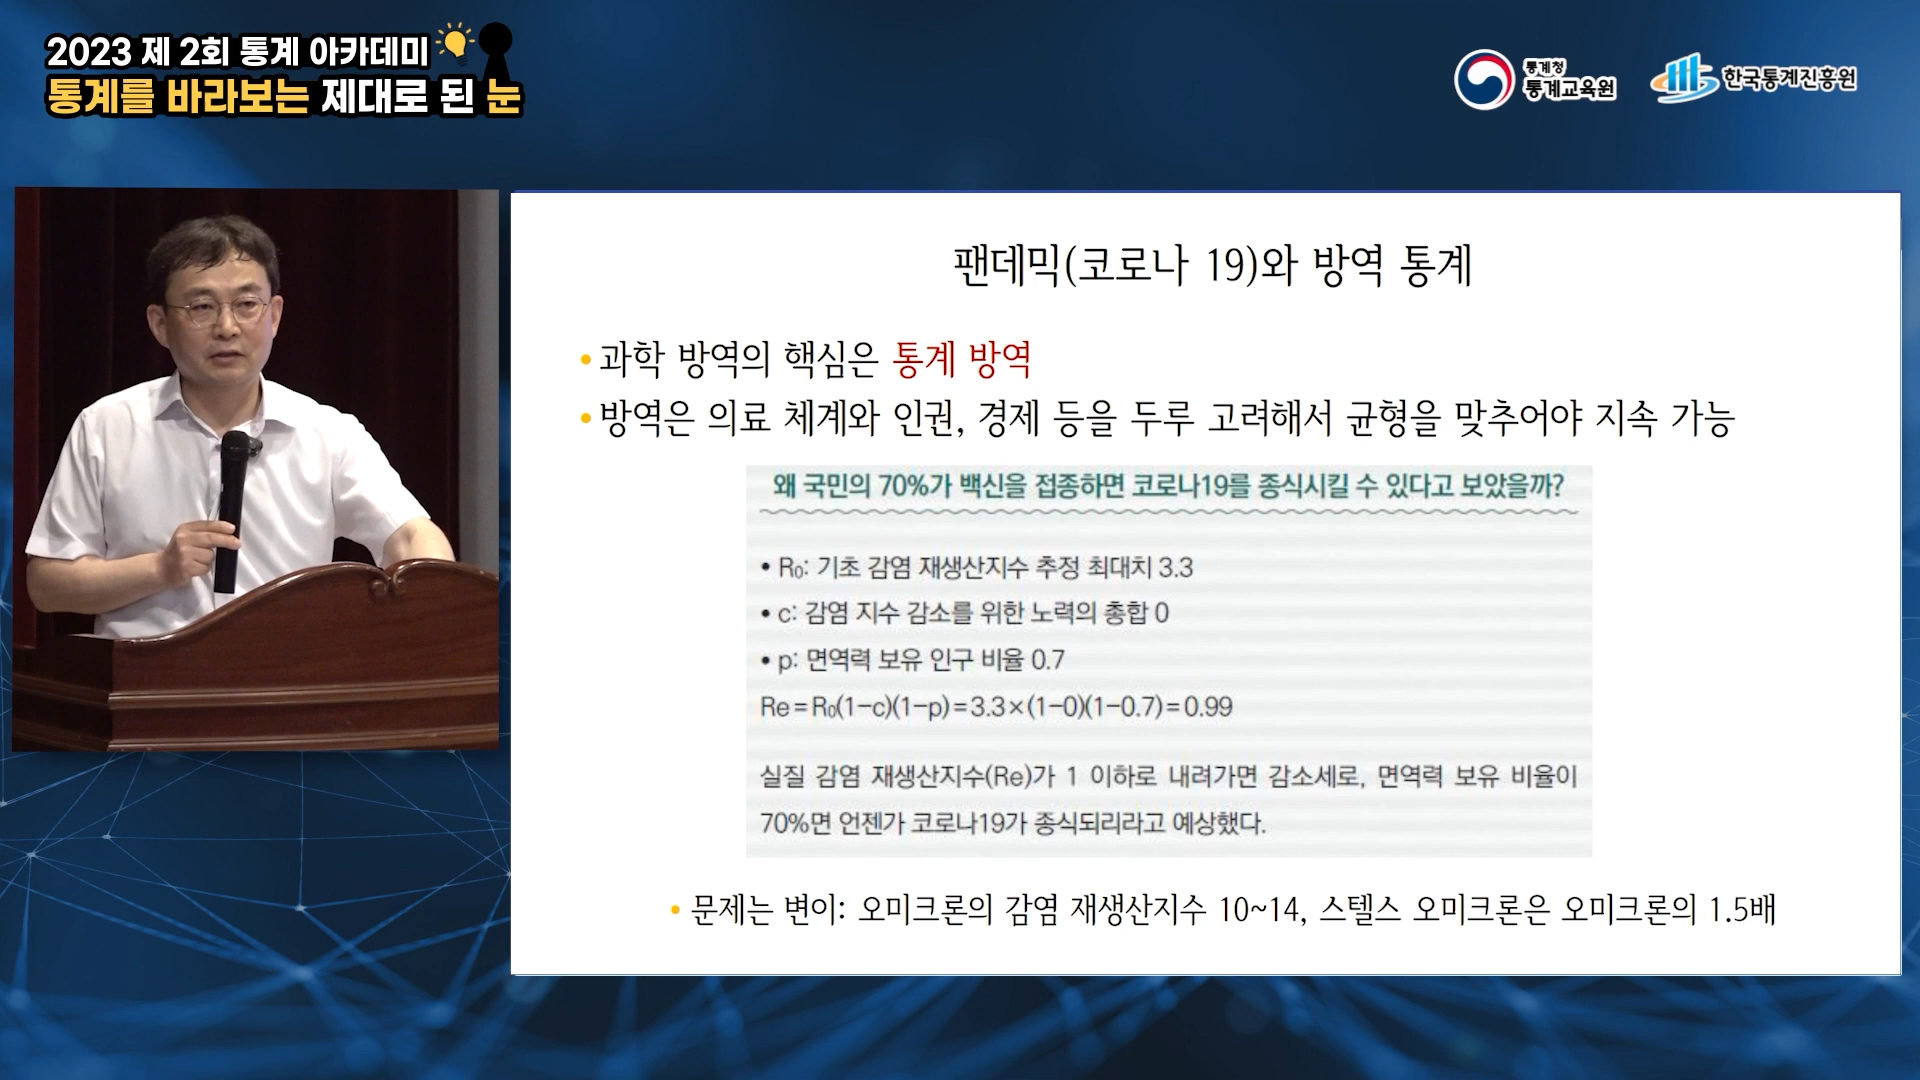 2023 제 2회 통계 아카데미
통계를 바라보는 제대로 된 눈
통계청
통계교육원
한국통계진흥원
팬데믹(코로나 19)와 방역 통계
•과학 방역의 핵심은 통계 방역
•방역은 의료 체계와 인권, 경제 등을 두루 고려해서 균형을 맞추어야 지속 가능
왜 국민의 70%가 백신을 접종하면 코로나19를 종식시킬 수 있다고 보았을까?
• R₀: 기초 감염 재생산지수 추정 최대치 3.3
• c: 감염 지수 감소를 위한 노력의 총합 0
• p: 면역력 보유 인구 비율 0.7
Re=R₀(1-c)(1-p)=3.3×(1-0)(1-0.7)=0.99
실질 감염 재생산지수(Re)가 1 이하로 내려가면 감소세로, 면역력 보유 비율이
70%면 언젠가 코로나19가 종식되리라고 예상했다.
• 문제는 변이: 오미크론의 감염 재생산지수 10~14, 스텔스 오미크론은 오미크론의 1.5배